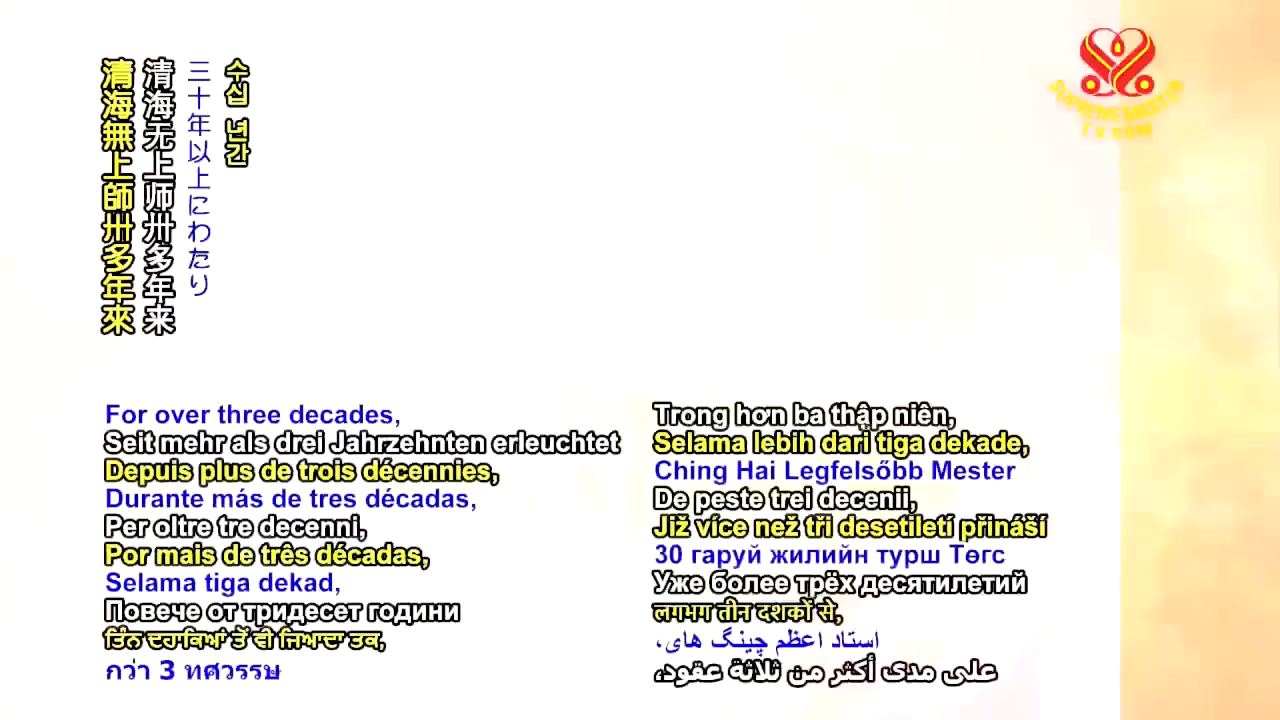 清海無上師卅多年來
清海无上师卅多年来
三十年以上にわたり
수십 년간
SUPREMEMASTER
TV.COM
For over three decades,
Seit mehr als drei Jahrzehnten erleuchtet
Depuis plus de trois décennies,
Durante más de tres décadas,
Per oltre tre decenni,
Por mais de três décadas,
Selama tiga dekad,
Повече от тридесет години
ਤਿੰਨ ਦਹਾਕਿਆਂ ਤੋਂ ਵੀ ਜਿਆਦਾ ਤਕ,
กว่า 3 ทศวรรษ
Trong hơn ba thập niên,
Selama lebih dari tiga dekade,
Ching Hai Legfelsőbb Mester
De peste trei decenii,
Již více než tři desetiletí přináší
30 гаруй жилийн турш Төгс
Уже более трёх десятилетий
लगभग तीन दशकों से,
استاد اعظم چینگ های،
على مدى أكثر من ثلاثة عقود،